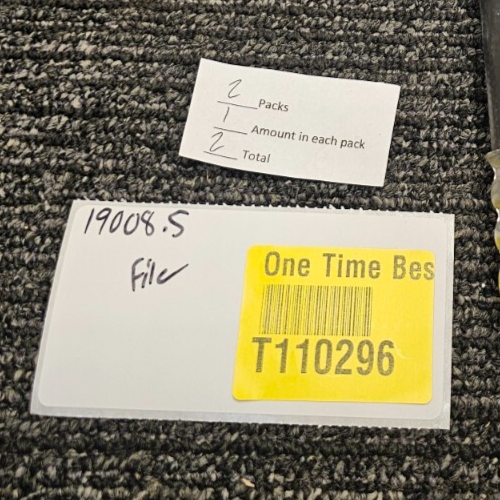 2 Packs
1 Amount in each pack
2 Total
19008.5
File
One Time Bes
T110296